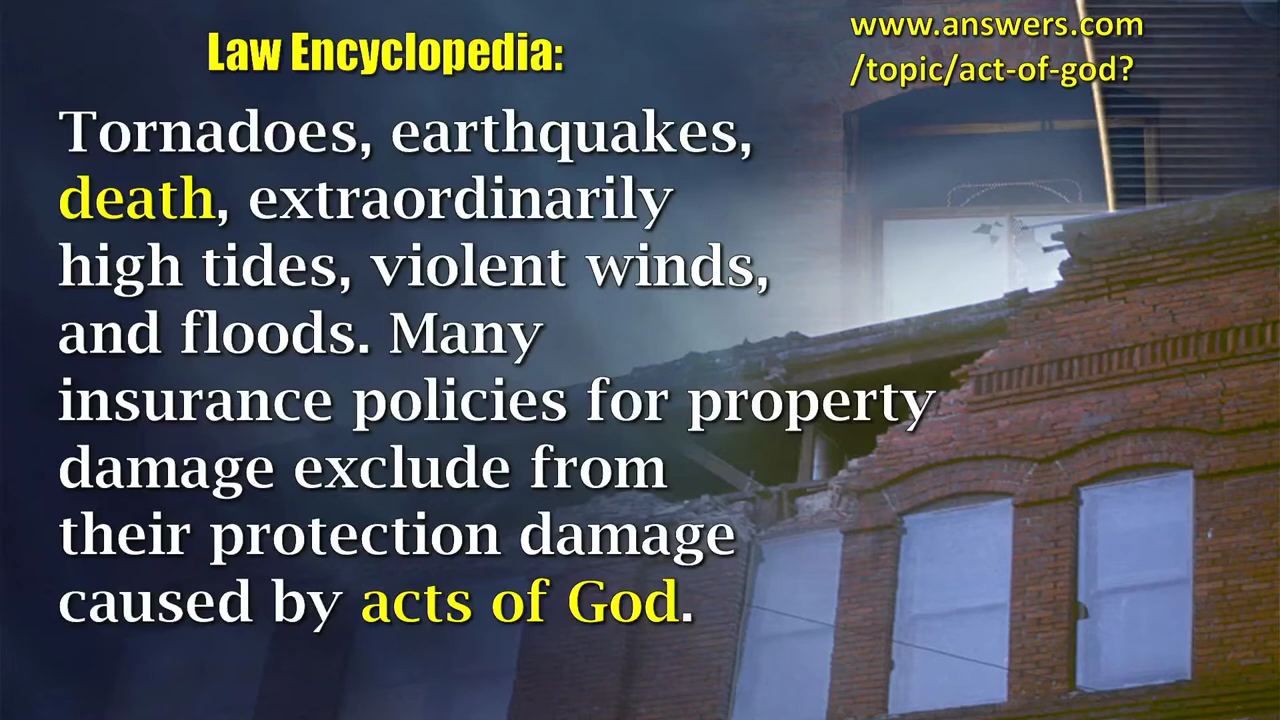 Law Encyclopedia:
www.answers.com
/topic/act-of-god?
Tornadoes, earthquakes,
death, extraordinarily
high tides, violent winds,
and floods. Many
insurance policies for property
damage exclude from
their protection damage
caused by acts of God.